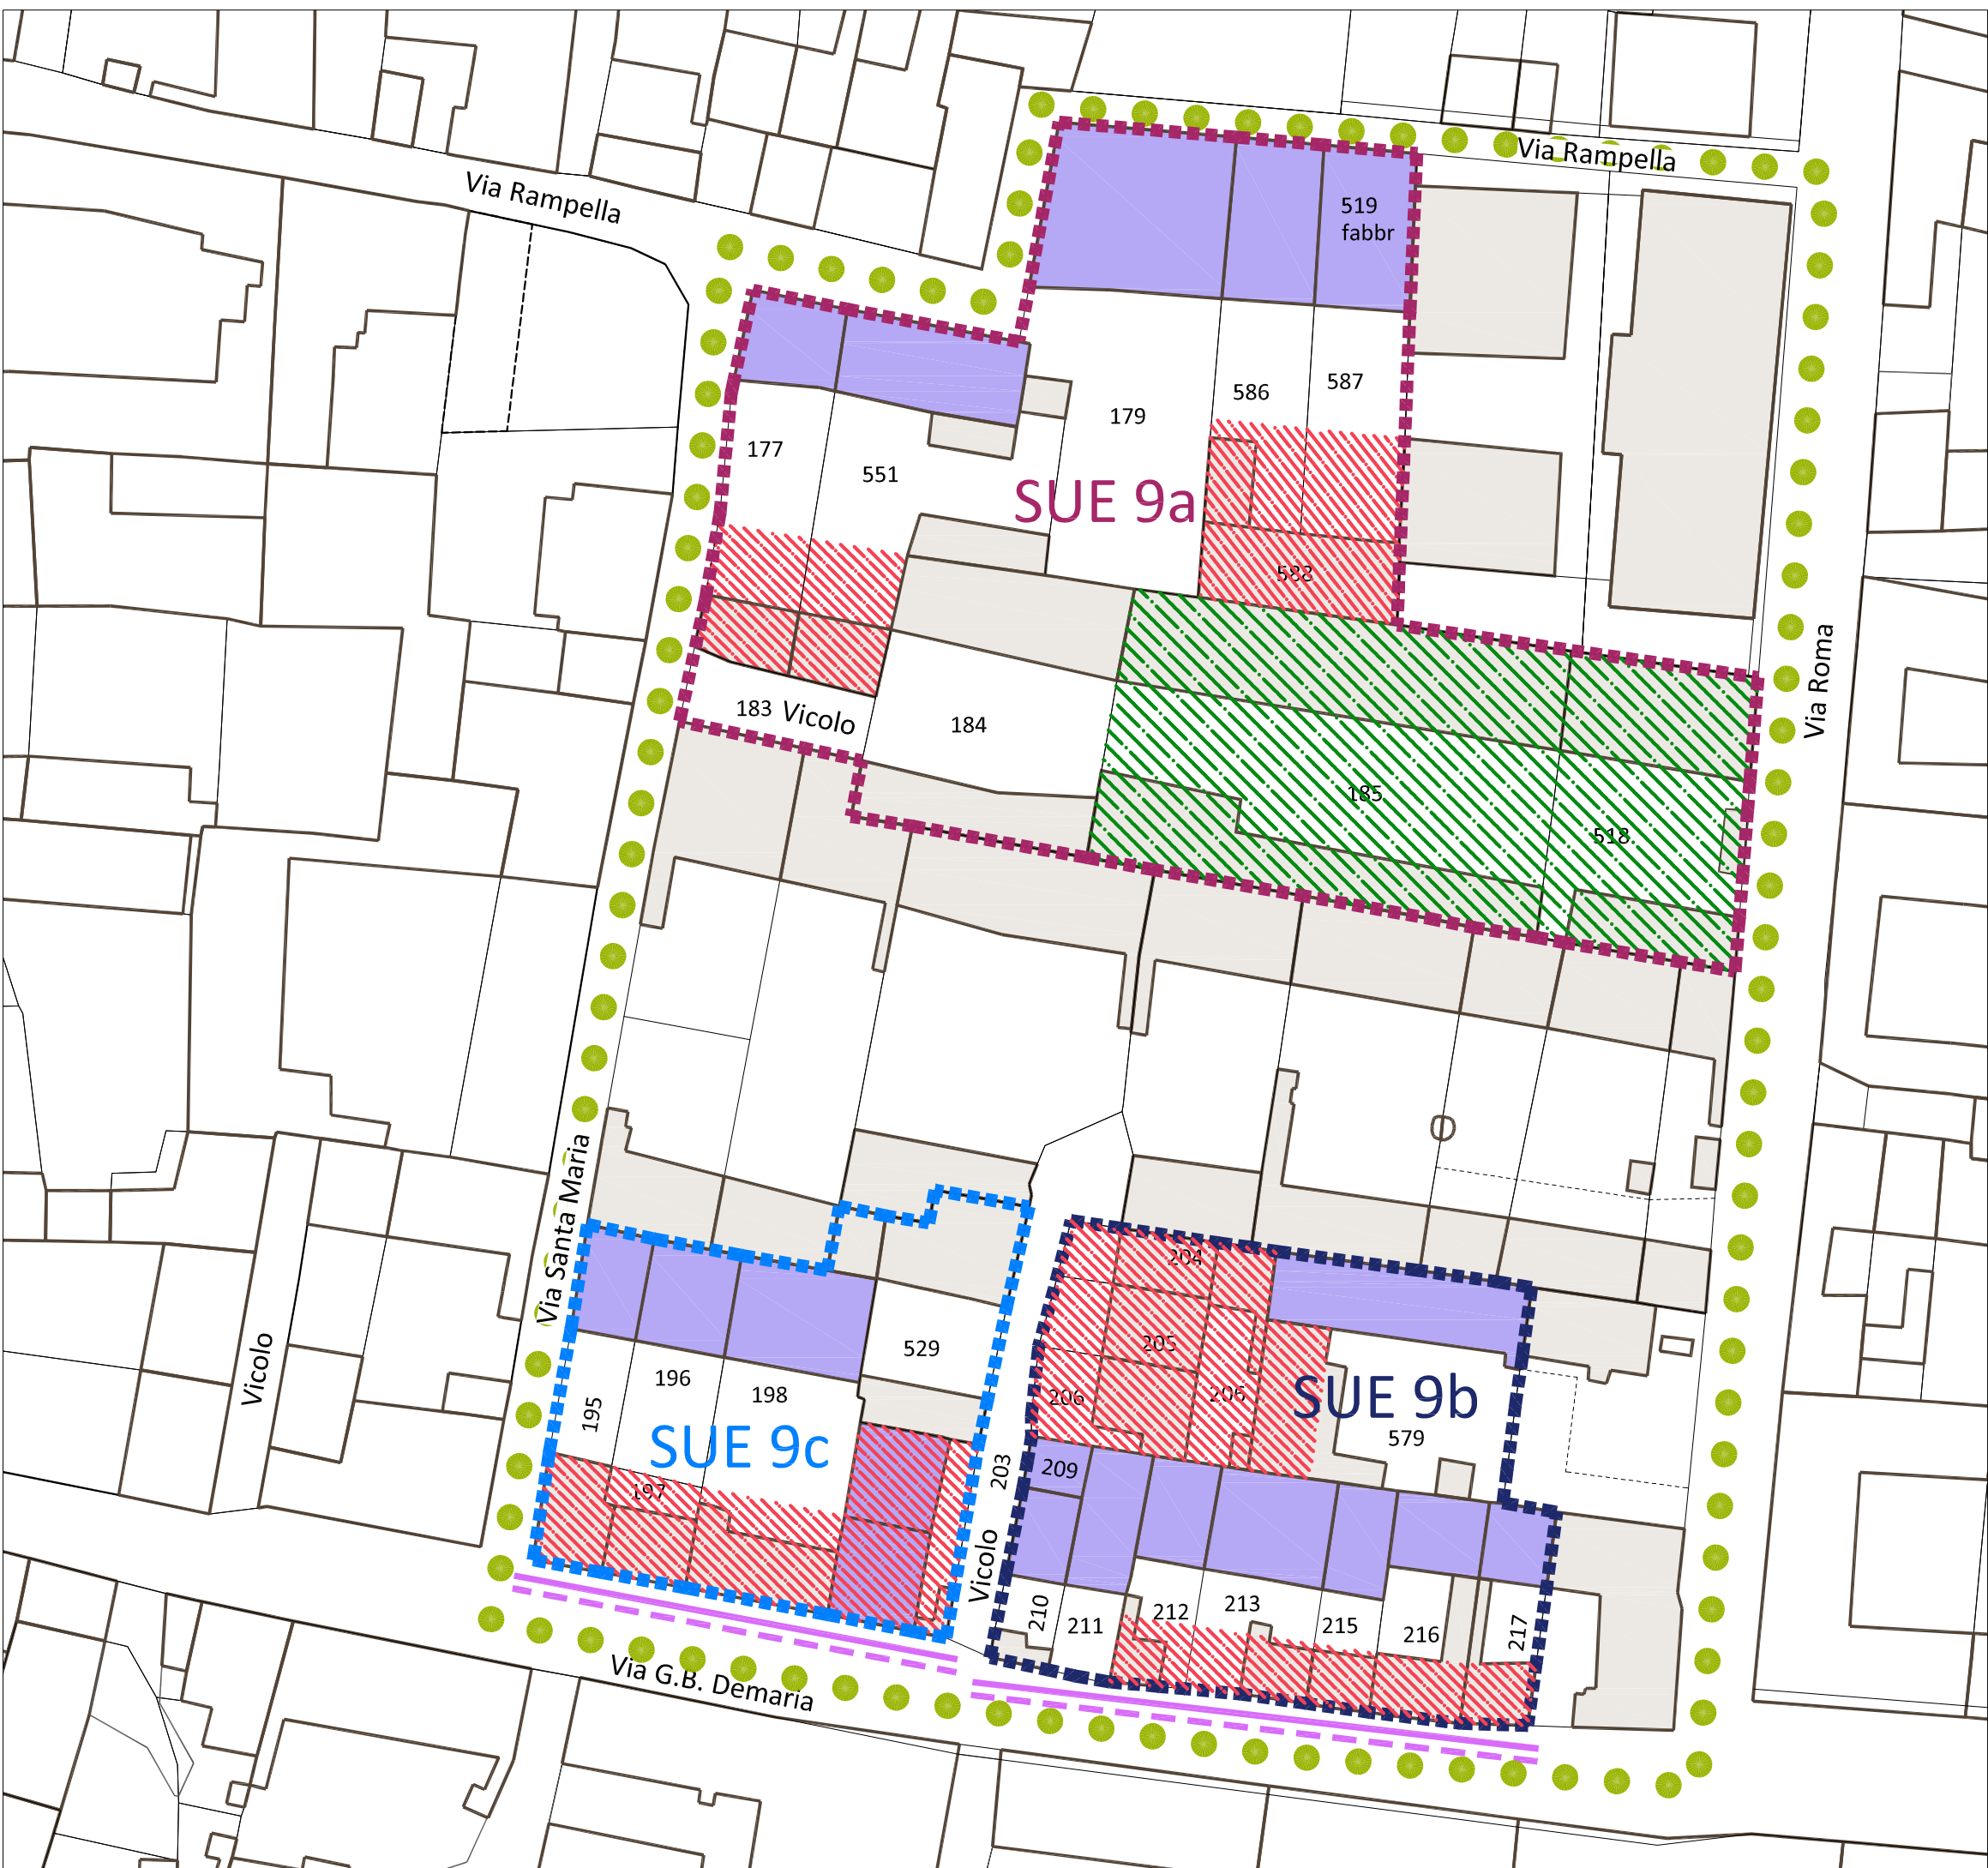 Via Rampella
Via Rampella
519
fabbr
586
587
179
177
551
SUE 9a
588
183
Vicolo
184
185
518
Via Roma
Via Santa Maria
Vicolo
204
205
206
206
529
196
198
195
SUE 9c
SUE 9b
579
197
203
209
Vicolo
210
211
212
213
215
216
217
Via G.B. Demaria